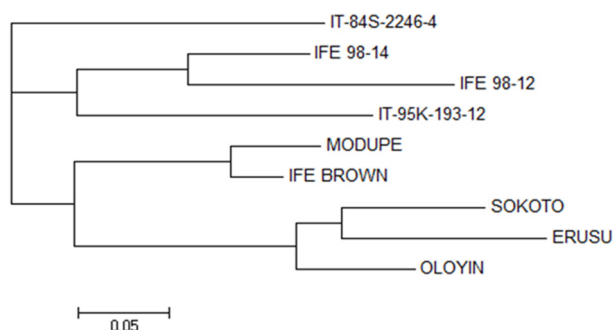 IT-84S-2246-4
IFE 98-14
IFE 98-12
IT-95K-193-12
MODUPE
IFE BROWN
SOKOTO
ERUSU
OLOYIN
0.05